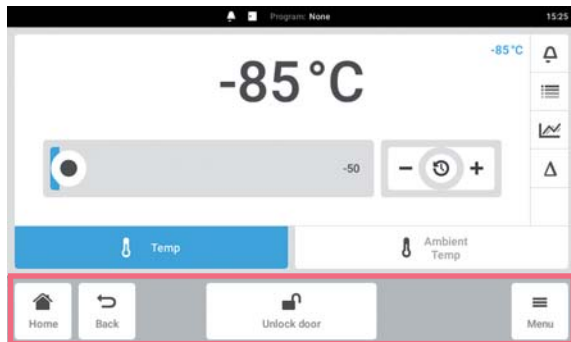 Program: None
15:25
-85°C
-85°C
-50
Temp
Ambient
Temp
Home
Back
Unlock door
Menu